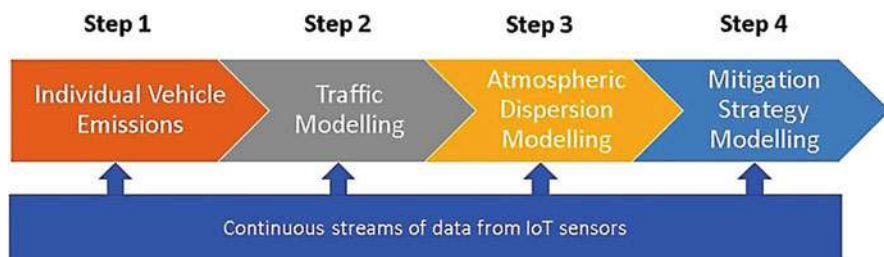 Step 1
Step 2
Step 3
Step 4
Individual Vehicle
Emissions
Traffic
Modelling
Atmospheric
Dispersion
Modelling
Mitigation
Strategy
Modelling
Continuous streams of data from IoT sensors